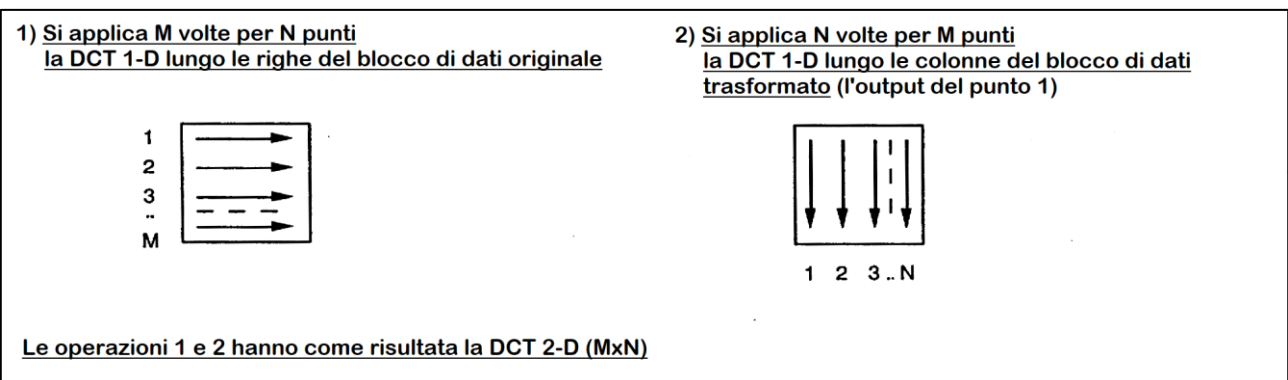 1) Si applica M volte per N punti
la DCT 1-D lungo le righe del blocco di dati originale
1
2
3
..
M
2) Si applica N volte per M punti
la DCT 1-D lungo le colonne del blocco di dati
trasformato (l'output del punto 1)
1 2 3 .. N
Le operazioni 1 e 2 hanno come risultata la DCT 2-D (MxN)